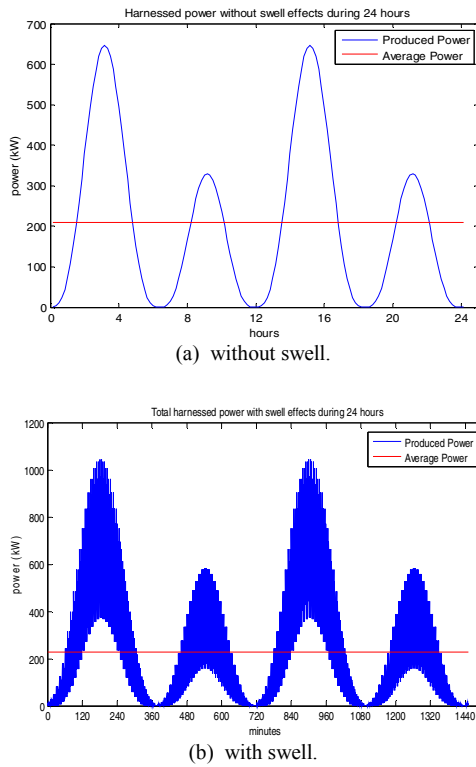 Harnessed power without swell effects during 24 hours
700
600
500
400
300
200
100
0
power (kW)
Produced Power
Average Power
0 4 8 12 16 20 24
hours
(a) without swell.
Total harnessed power with swell effects during 24 hours
1200
1000
800
600
400
200
0
power (kW)
Produced Power
Average Power
0 120 240 360 480 600 720 840 960 1080 1200 1320 1440
minutes
(b) with swell.